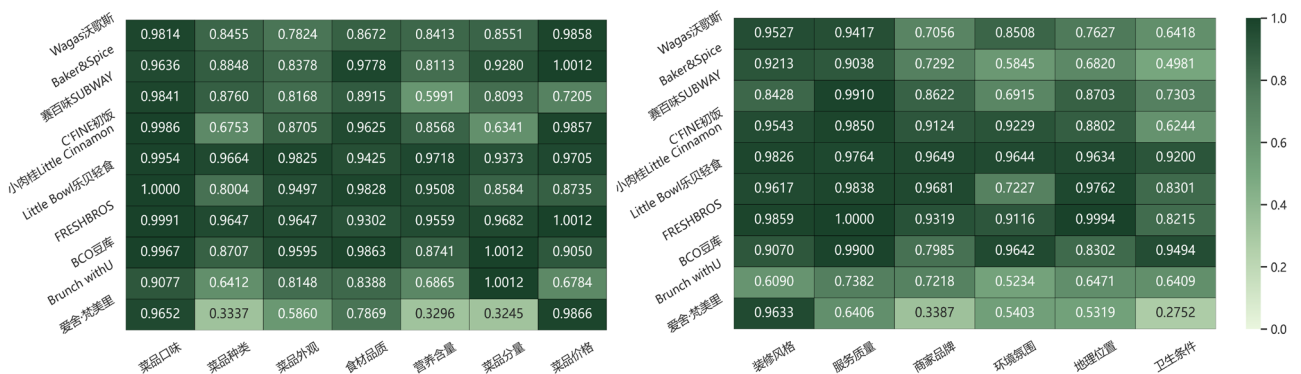 Wagas沃歌斯 0.9814 0.8455 0.7824 0.8672 0.8413 0.8551 0.9858
Baker&Spice 0.9636 0.8848 0.8378 0.9778 0.8113 0.9280 1.0012
赛百味SUBWAY 0.9841 0.8760 0.8168 0.8915 0.5991 0.8093 0.7205
C'FINE初饭 0.9986 0.6753 0.8705 0.9625 0.8568 0.6341 0.9857
小肉桂Little Cinnamon 0.9954 0.9664 0.9825 0.9425 0.9718 0.9373 0.9705
Little Bowl乐贝轻食 1.0000 0.8004 0.9497 0.9828 0.9508 0.8584 0.8735
FRESHBROS 0.9991 0.9647 0.9647 0.9302 0.9559 0.9682 1.0012
BCO豆库 0.9967 0.8707 0.9595 0.9863 0.8741 1.0012 0.9050
Brunch withU 0.9077 0.6412 0.8148 0.8388 0.6865 1.0012 0.6784
爱舍·梵美里 0.9652 0.3337 0.5860 0.7869 0.3296 0.3245 0.9866
菜品口味 菜品种类 菜品外观 食材品质 营养含量 菜品分量 菜品价格
Wagas沃歌斯 0.9527 0.9417 0.7056 0.8508 0.7627 0.6418
Baker&Spice 0.9213 0.9038 0.7292 0.5845 0.6820 0.4981
赛百味SUBWAY 0.8428 0.9910 0.8622 0.6915 0.8703 0.7303
C'FINE初饭 0.9543 0.9850 0.9124 0.9229 0.8802 0.6244
小肉桂Little Cinnamon 0.9826 0.9764 0.9649 0.9644 0.9634 0.9200
Little Bowl乐贝轻食 0.9617 0.9838 0.9681 0.7227 0.9762 0.8301
FRESHBROS 0.9859 1.0000 0.9319 0.9116 0.9994 0.8215
BCO豆库 0.9070 0.9900 0.7985 0.9642 0.8302 0.9494
Brunch withU 0.6090 0.7382 0.7218 0.5234 0.6471 0.6409
爱舍·梵美里 0.9633 0.6406 0.3387 0.5403 0.5319 0.2752
装修风格 服务质量 商家品牌 环境氛围 地理位置 卫生条件
1.0
0.8
0.6
0.4
0.2
0.0